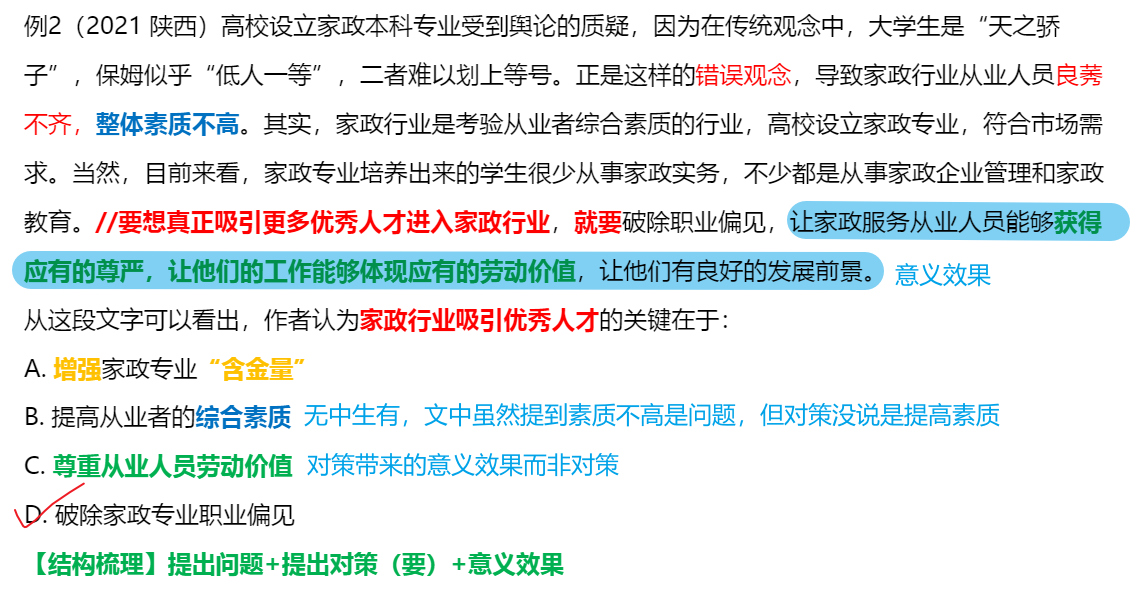 例2（2021 陕西）高校设立家政本科专业受到舆论的质疑，因为在传统观念中，大学生是“天之骄
子”，保姆似乎“低人一等”，二者难以划上等号。正是这样的错误观念，导致家政行业从业人员良莠
不齐，整体素质不高。其实，家政行业是考验从业者综合素质的行业，高校设立家政专业，符合市场需
求。当然，目前来看，家政专业培养出来的学生很少从事家政实务，不少都是从事家政企业管理和家政
教育。//要想真正吸引更多优秀人才进入家政行业，就要破除职业偏见，让家政服务从业人员能够获得
应有的尊严，让他们的工作能够体现应有的劳动价值，让他们有良好的发展前景。 意义效果
从这段文字可以看出，作者认为家政行业吸引优秀人才的关键在于：
A. 增强家政专业“含金量”
B. 提高从业者的综合素质 无中生有，文中虽然提到素质不高是问题，但对策没说是提高素质
C. 尊重从业人员劳动价值 对策带来的意义效果而非对策
D. 破除家政专业职业偏见
【结构梳理】提出问题+提出对策（要）+意义效果